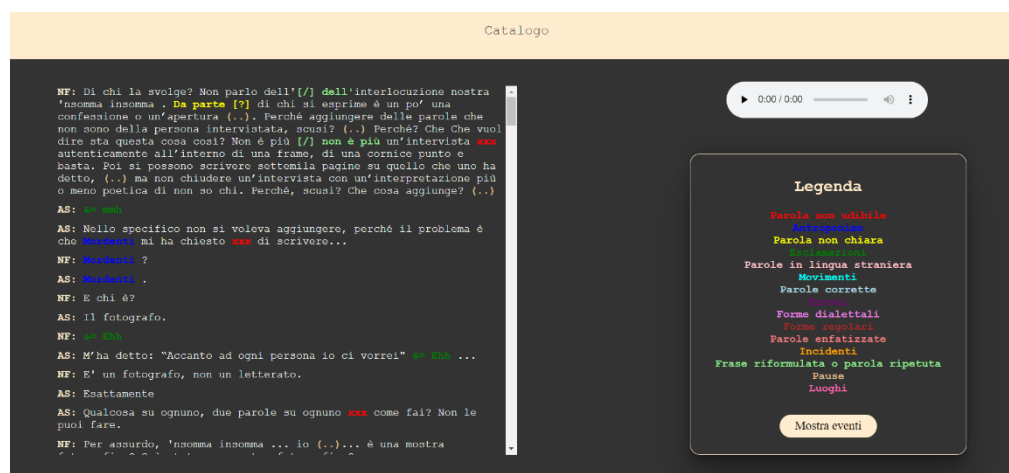 Catalogo
NF: Di chi la svolge? Non parlo dell'[/] dell'interlocuzione nostra
'nsomma insomma . Da parte [?] di chi si esprime è un po’ una
confessione o un’apertura (..). Perché aggiungere delle parole che
non sono della persona intervistata, scusi? (..) Perché? Che Che vuol
dire sta questa cosa così? Non è più [/] non è più un’intervista xxx
autenticamente all’interno di una frame, di una cornice punto e
basta. Poi si possono scrivere settomila pagine su quello che uno ha
detto, (..) ma non chiudere un’intervista con un’interpretazione più
o meno poetica di non so chi. Perché, scusi? Che cosa aggiunge? (..)
AS: &= mmh
AS: Nello specifico non si voleva aggiungere, perché il problema è
che Mordenti mi ha chiesto xxx di scrivere...
NF: Mordenti ?
AS: Mordenti .
NF: E chi è?
AS: Il fotografo.
NF: &= Ehh
AS: M’ha detto: “Accanto ad ogni persona io ci vorrei" &= Ehh ...
NF: E' un fotografo, non un letterato.
AS: Esattamente
AS: Qualcosa su ognuno, due parole su ognuno xxx come fai? Non le
puoi fare.
NF: Per assurdo, 'nsomma insomma ... io (..)... è una mostra
0:00 / 0:00
Legenda
Parola non udibile
Antroponimo
Parola non chiara
Esclamazioni
Parole in lingua straniera
Movimenti
Parole corrette
Forme dialettali
Forme regolari
Parole enfatizzate
Incidenti
Frase riformulata o parola ripetuta
Pause
Luoghi
Mostra eventi